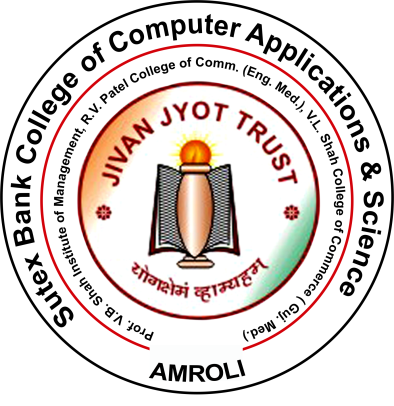 Sutex Bank College of Computer Applications & Science
Prof. V.B. Shah Institute of Management, R.V. Patel College of Comm. (Eng. Med.), V.L. Shah College of Commerce ( Guj. Med.)
JIVAN JYOT TRUST
योगक्षेमं व्हाम्यहम्
AMROLI